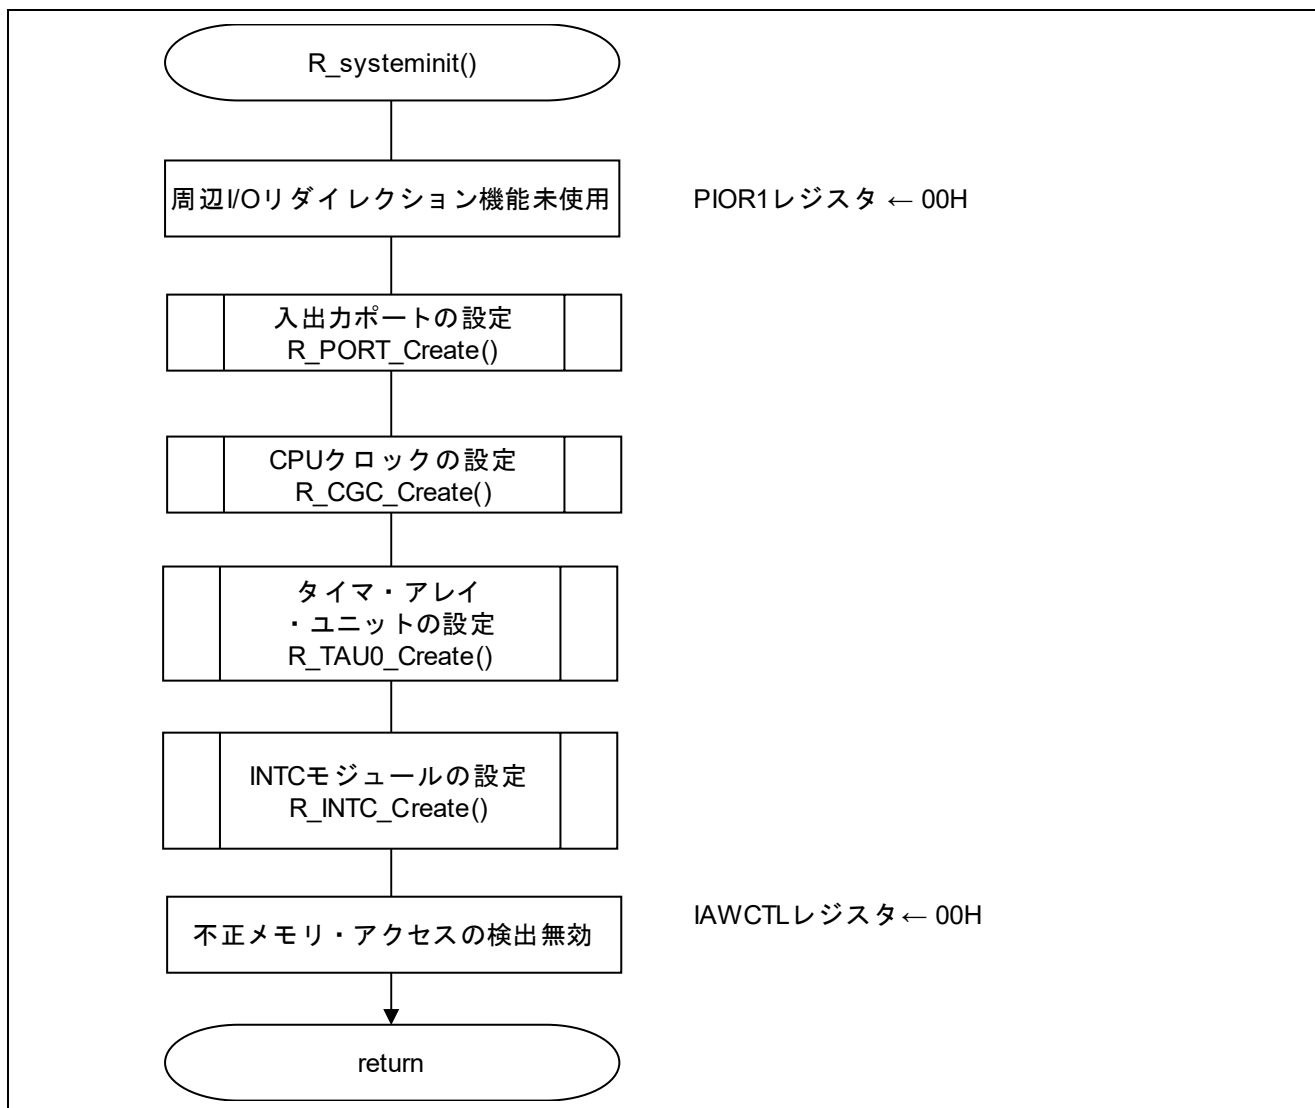 R_systeminit()
周辺I/Oリダイレクション機能未使用
PIOR1レジスタ ← 00H
入出力ポートの設定
R_PORT_Create()
CPUクロックの設定
R_CGC_Create()
タイマ・アレイ
・ユニットの設定
R_TAU0_Create()
INTCモジュールの設定
R_INTC_Create()
IAWCTLレジスタ← 00H
不正メモリ・アクセスの検出無効
return